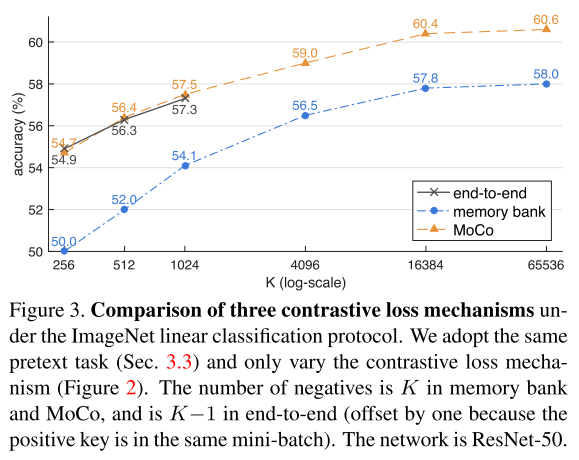 60.6
60.4
60
59.0
58.0
57.8
58
57.5
57.3
56.5
56.4
56.3
56
54.7
54.9
54.1
54
52.0
52
50.0
50
accuracy (%)
end-to-end
memory bank
MoCo
256 512 1024 4096 16384 65536
K (log-scale)
Figure 3. Comparison of three contrastive loss mechanisms un-
der the ImageNet linear classification protocol. We adopt the same
pretext task (Sec. 3.3) and only vary the contrastive loss mecha-
nism (Figure 2). The number of negatives is K in memory bank
and MoCo, and is K−1 in end-to-end (offset by one because the
positive key is in the same mini-batch). The network is ResNet-50.